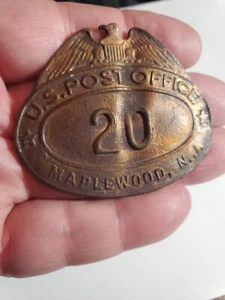 U.S. POST OFFICE
20
MAPLEWOOD, N.J.